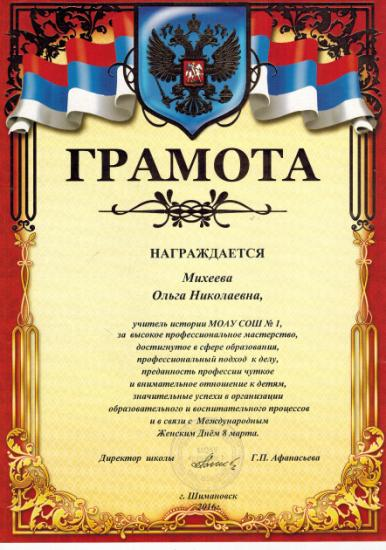 ГРАМОТА
НАГРАЖДАЕТСЯ
Михеева
Ольга Николаевна,
учитель истории МОАУ СОШ № 1,
за высокое профессиональное мастерство,
достигнутое в сфере образования,
профессиональный подход к делу,
преданность профессии чуткое
и внимательное отношение к детям,
значительные успехи в организации
образовательного и воспитательного процессов
и в связи с Международным
Женским Днём 8 марта.
Директор школы Г.П. Афанасьева
г. Шимановск
2016г.